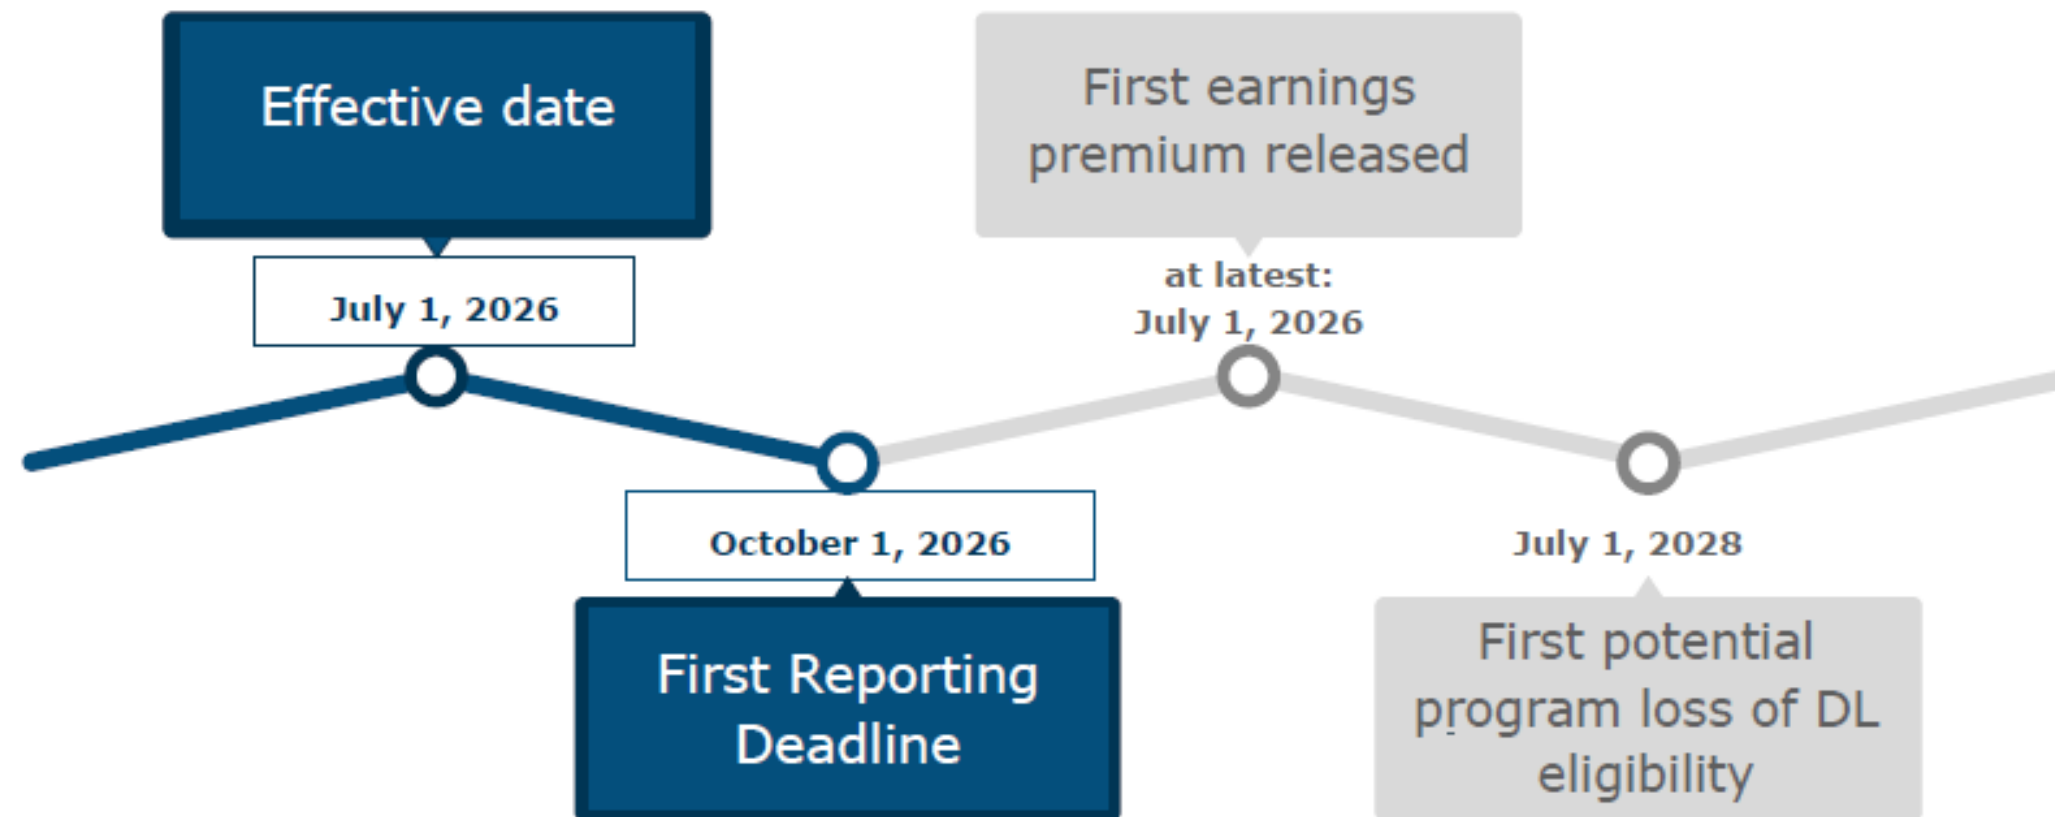 Effective date
July 1, 2026
October 1, 2026
First Reporting
Deadline
First earnings
premium released
at latest:
July 1, 2026
July 1, 2028
First potential
program loss of DL
eligibility